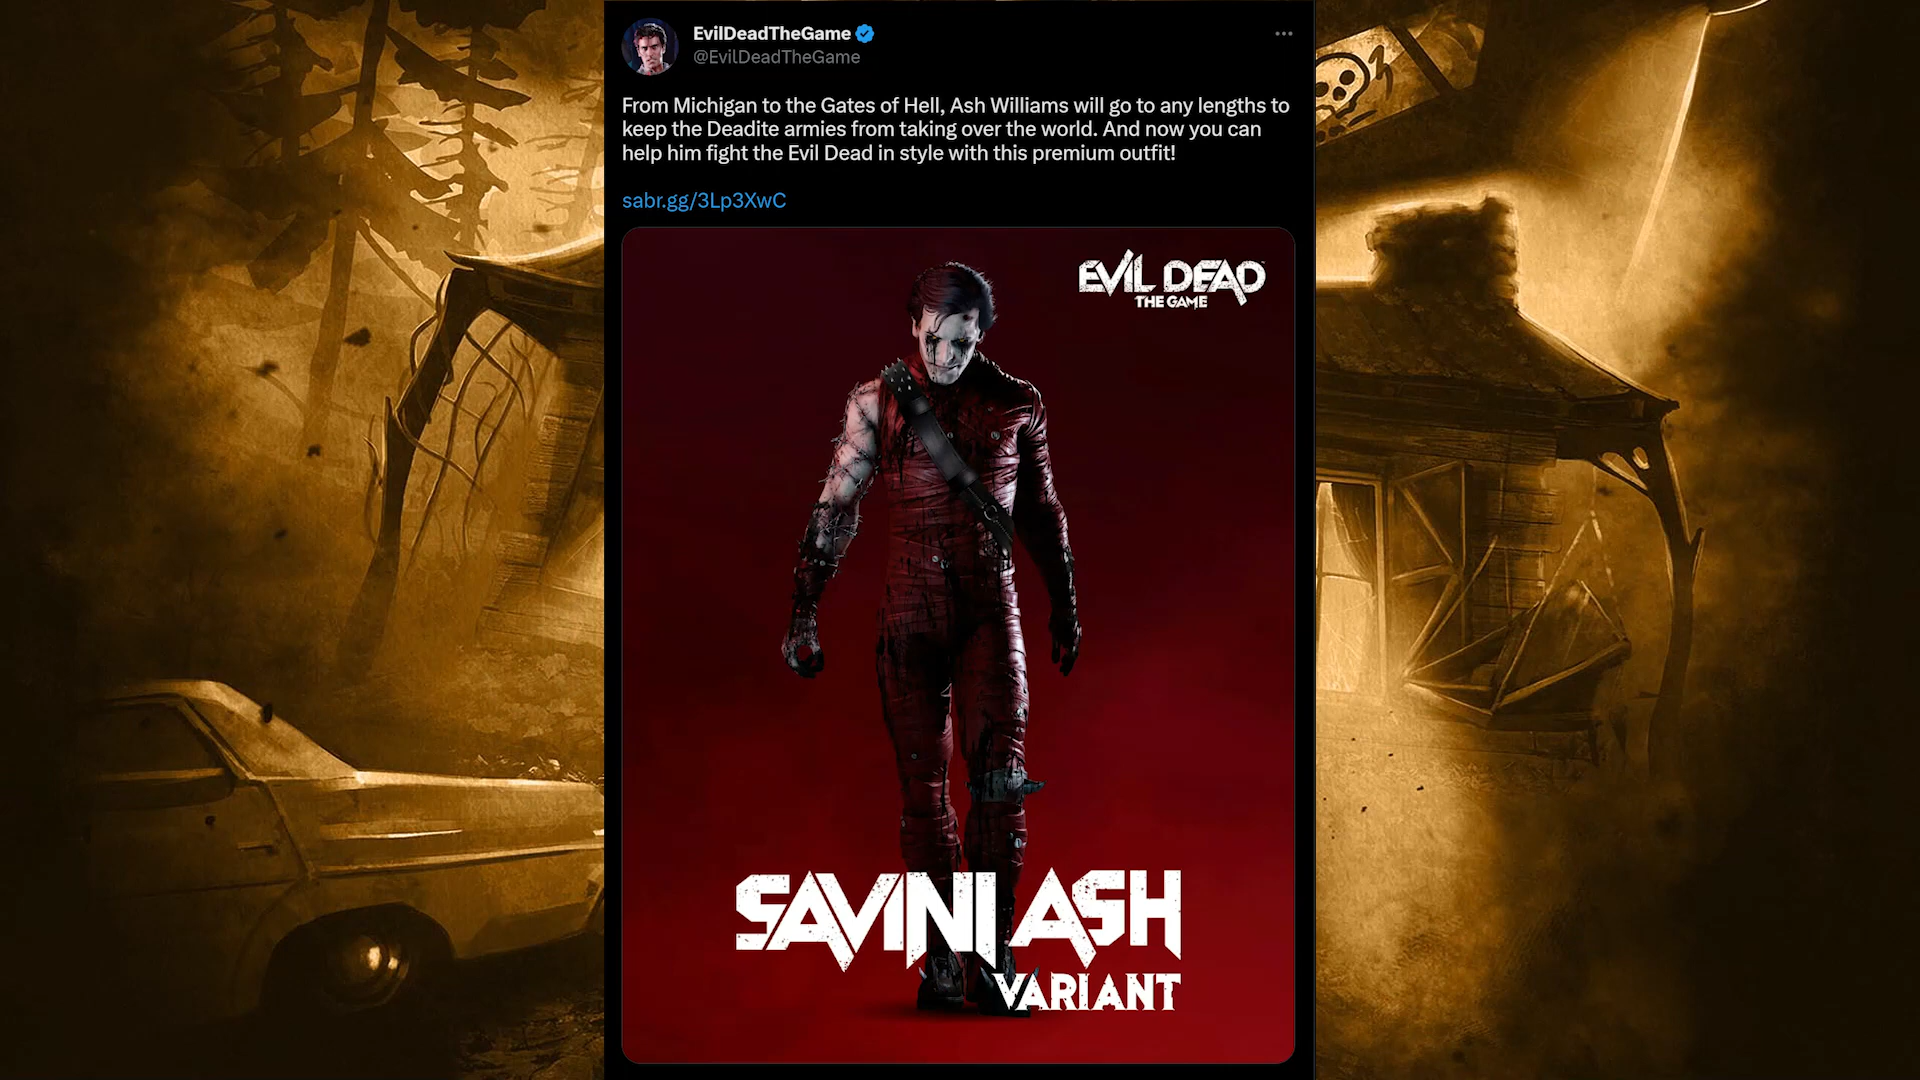 EvilDeadTheGame
@EvilDeadTheGame
From Michigan to the Gates of Hell, Ash Williams will go to any lengths to
keep the Deadite armies from taking over the world. And now you can
help him fight the Evil Dead in style with this premium outfit!
sabr.gg/3Lp3XwC
EVIL DEAD
THE GAME
SAVINI ASH
VARIANT